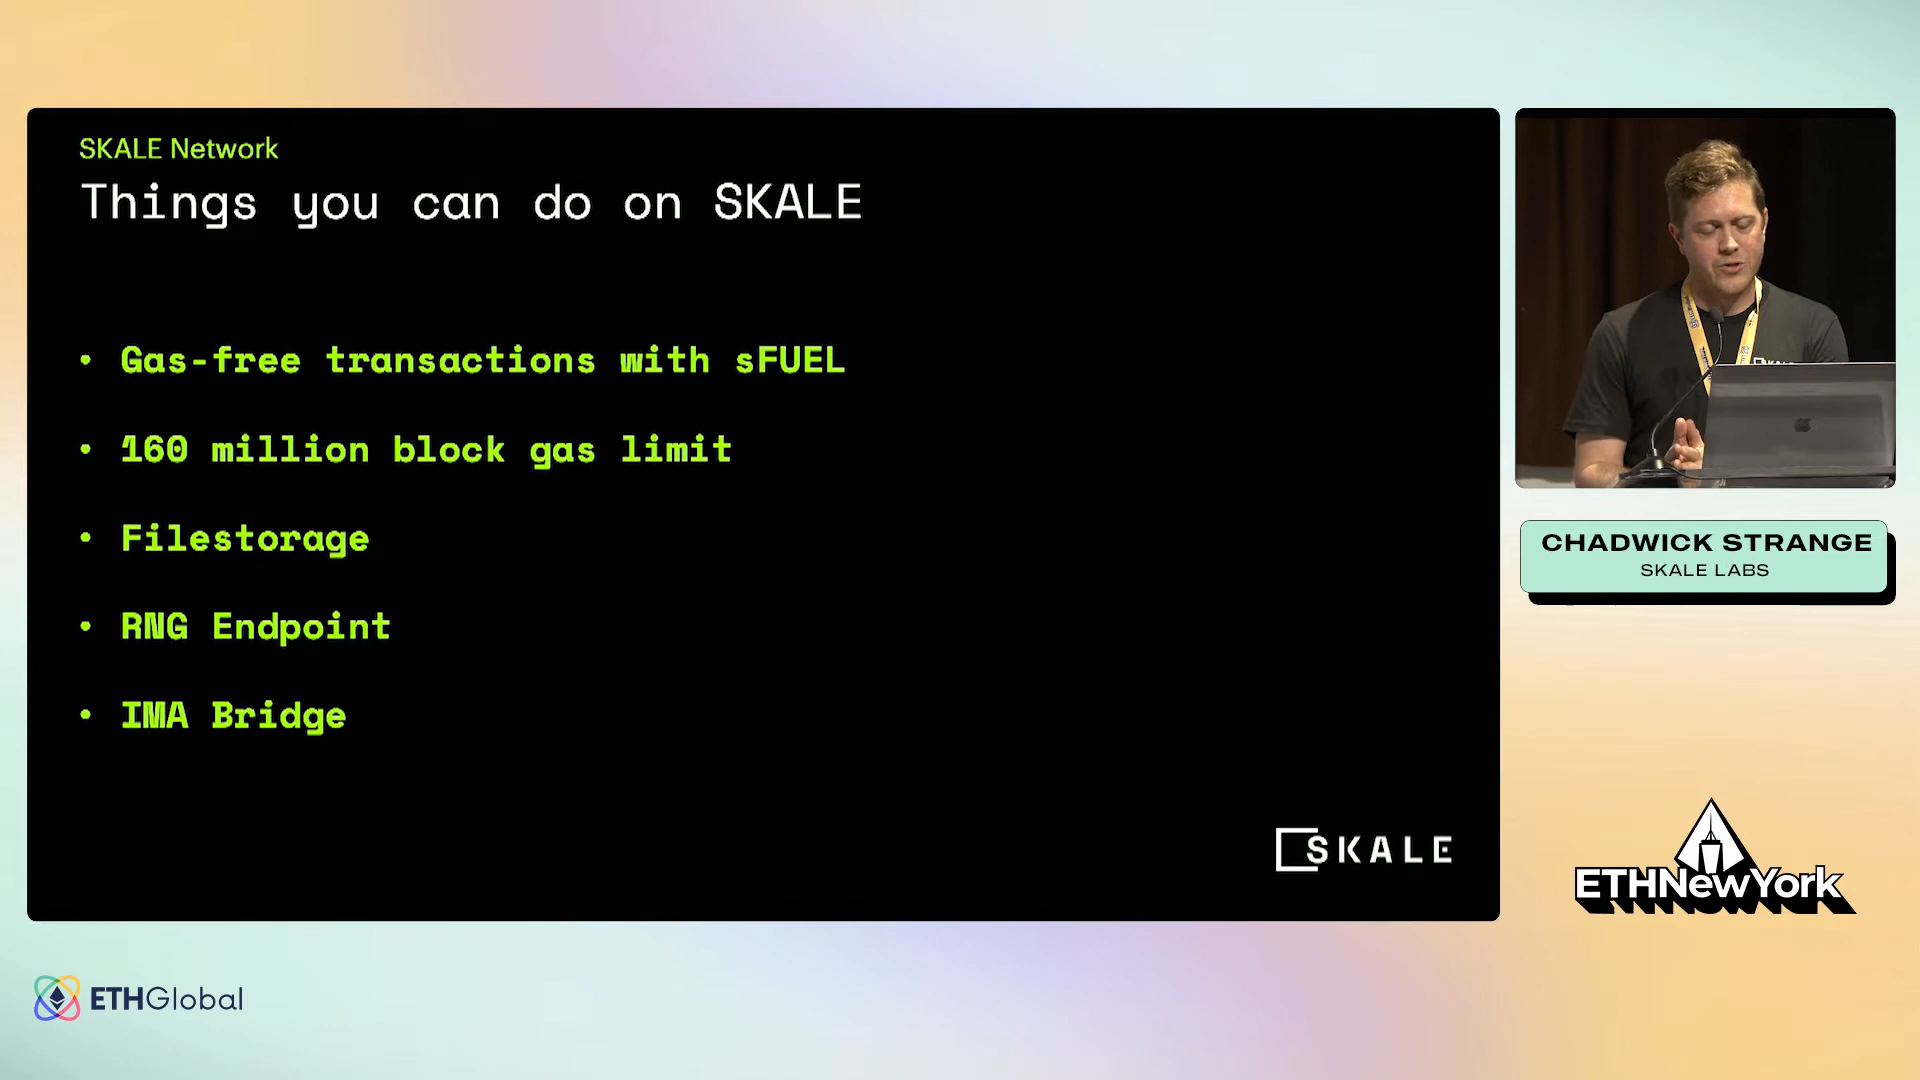 SKALE Network
Things you can do on SKALE
• Gas-free transactions with sFUEL
• 160 million block gas limit
• Filestorage
• RNG Endpoint
• IMA Bridge
SKALE
CHADWICK STRANGE
SKALE LABS
ETHNewYork
ETHGlobal